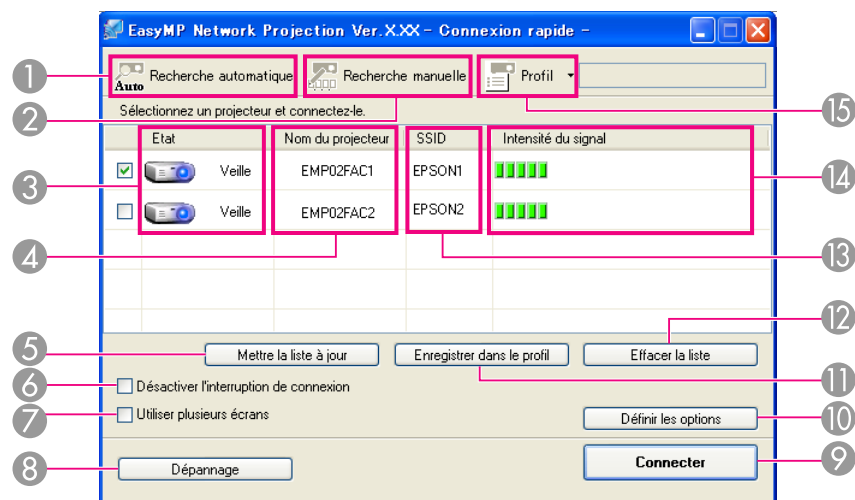 EasyMP Network Projection Ver.X.XX - Connexion rapide -
1 Auto Recherche automatique Recherche manuelle Profil
2 Sélectionnez un projecteur et connectez-le. 15
Etat Nom du projecteur SSID Intensité du signal
3 Veille EMP02FAC1 EPSON1 14
Veille EMP02FAC2 EPSON2
4 13
12
5 Mettre la liste à jour Enregistrer dans le profil Effacer la liste
6 Désactiver l'interruption de connexion 11
7 Utiliser plusieurs écrans Définir les options 10
8 Dépannage Connecter 9